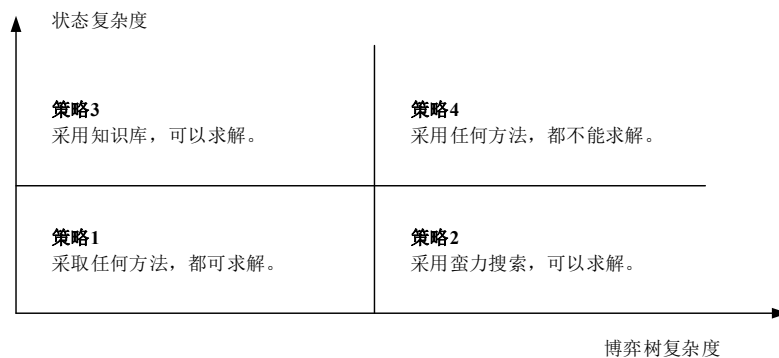 状态复杂度
策略3
采用知识库，可以求解。
策略4
采用任何方法，都不能求解。
策略1
采取任何方法，都可求解。
策略2
采用蛮力搜索，可以求解。
博弈树复杂度